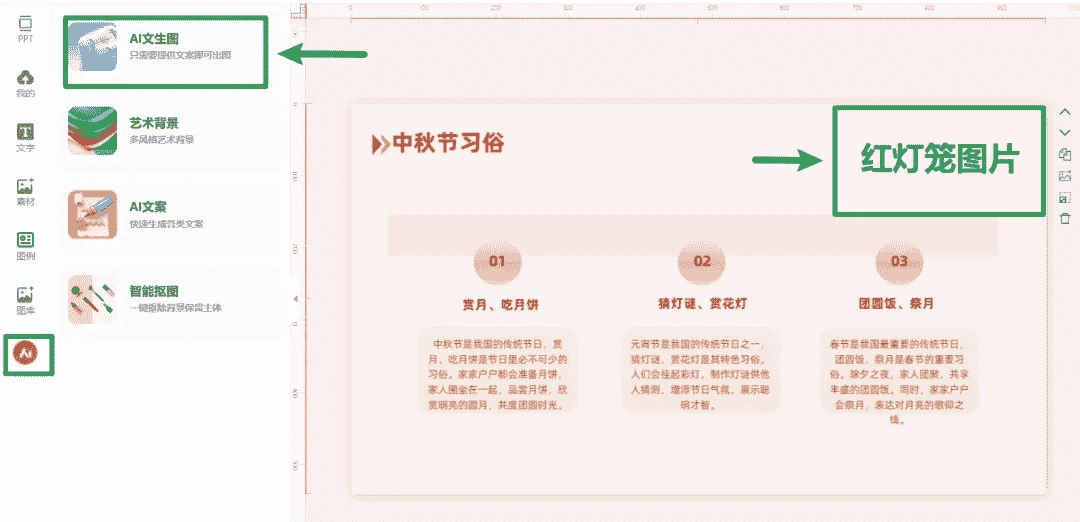 PPT
我的
文字
素材
图例
图库
Ai
AI文生图
只需要提供文案即可出图
艺术背景
多风格艺术背景
AI文案
快速生成各类文案
智能抠图
一键抠除背景保留主体
0
100
200
300
400
500
600
700
800
900
中秋节习俗
红灯笼图片
01
赏月、吃月饼
中秋节是我国的传统节日，赏
月、吃月饼是节日里必不可少的
习俗。家家户户都会准备月饼，
家人围坐在一起，品尝月饼，欣
赏明亮的圆月，共度团圆时光。
02
猜灯谜、赏花灯
元宵节是我国的传统节日之一，
猜灯谜、赏花灯是其特色习俗。
人们会挂起彩灯，制作灯谜供他
人猜测，增添节日气氛，展示聪
明才智。
03
团圆饭、祭月
春节是我国最重要的传统节日，
团圆饭、祭月是春节的重要习
俗。除夕之夜，家人团聚，共享
丰盛的团圆饭。同时，家家户户
会祭月，表达对月亮的敬仰之
情。